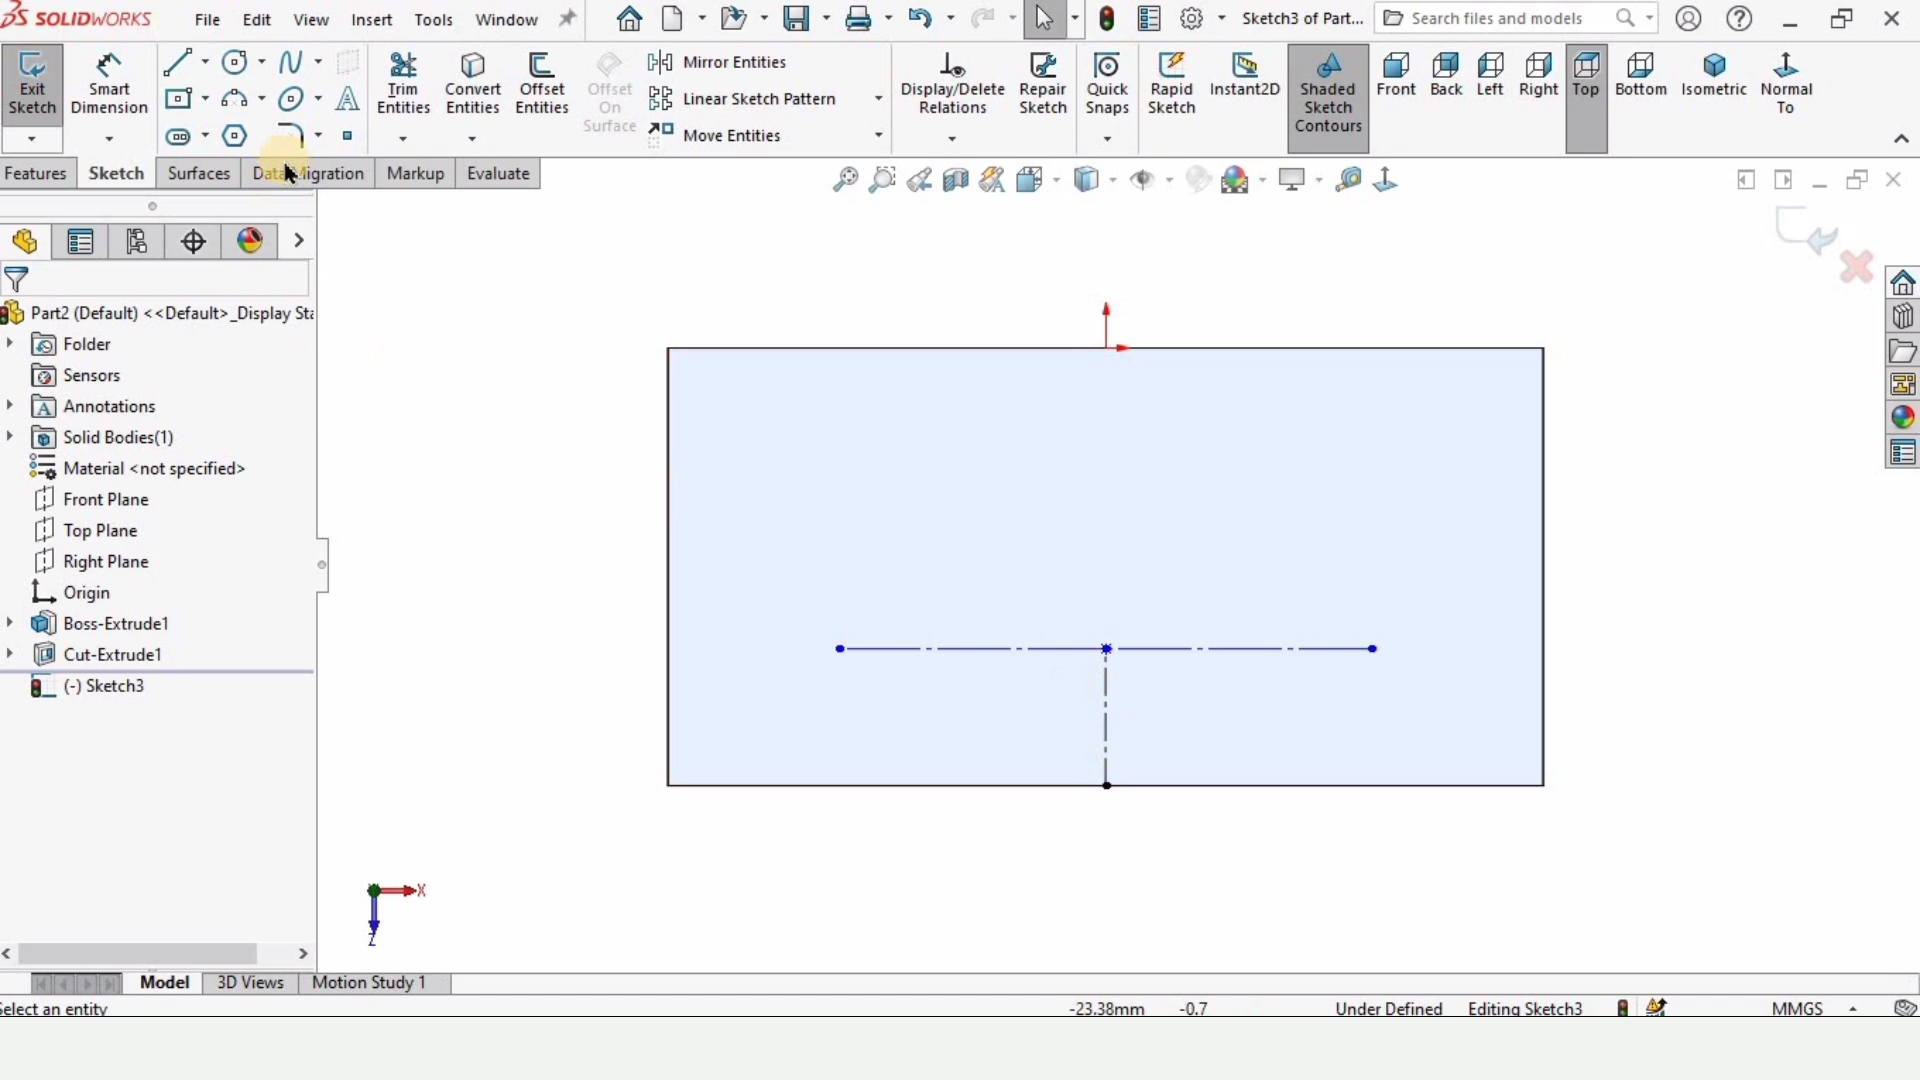 SOLIDWORKS File Edit View Insert Tools Window Sketch3 of Part... Search files and models
Exit Sketch
Smart Dimension
Trim Entities
Convert Entities
Offset Entities
Offset On Surface
Mirror Entities
Linear Sketch Pattern
Move Entities
Display/Delete Relations
Repair Sketch
Quick Snaps
Rapid Sketch
Instant2D
Shaded Sketch Contours
Front Back Left Right Top Bottom Isometric
Normal To
Features Sketch Surfaces Data Migration Markup Evaluate
Part2 (Default) <<Default>_Display Sta
Folder
Sensors
Annotations
Solid Bodies(1)
Material <not specified>
Front Plane
Top Plane
Right Plane
Origin
Boss-Extrude1
Cut-Extrude1
(-) Sketch3
X
Z
Model 3D Views Motion Study 1
Select an entity -23.38mm -0.7 Under Defined Editing Sketch3 MMGS